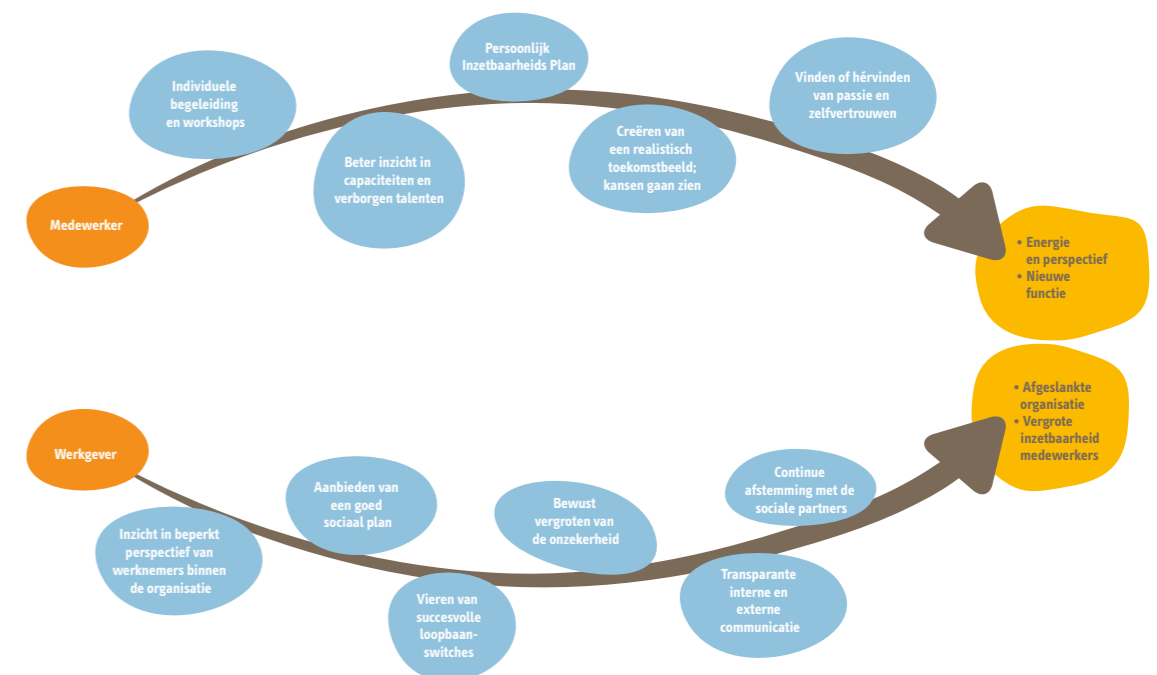 Persoonlijk
Inzetbaarheids Plan
Individuele
begeleiding
en workshops
Vinden of hérvinden
van passie en
zelfvertrouwen
Beter inzicht in
capaciteiten en
verborgen talenten
Creëren van
een realistisch
toekomstbeeld;
kansen gaan zien
Medewerker
• Energie
en perspectief
• Nieuwe
functie
• Afgeslankte
organisatie
• Vergrote
inzetbaarheid
medewerkers
Werkgever
Aanbieden van
een goed
sociaal plan
Bewust
vergroten van
de onzekerheid
Continue
afstemming met de
sociale partners
Inzicht in beperkt
perspectief van
werknemers binnen
de organisatie
Vieren van
succesvolle
loopbaan-
switches
Transparante
interne en
externe
communicatie